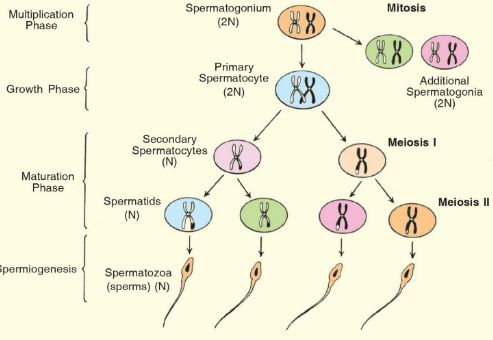 Multiplication
Phase
Spermatogonium
(2N)
Mitosis
Growth Phase
Primary
Spermatocyte
(2N)
Additional
Spermatogonia
(2N)
Maturation
Phase
Secondary
Spermatocytes
(N)
Meiosis I
Spermatids
(N)
Meiosis II
Spermiogenesis
Spermatozoa
(sperms) (N)